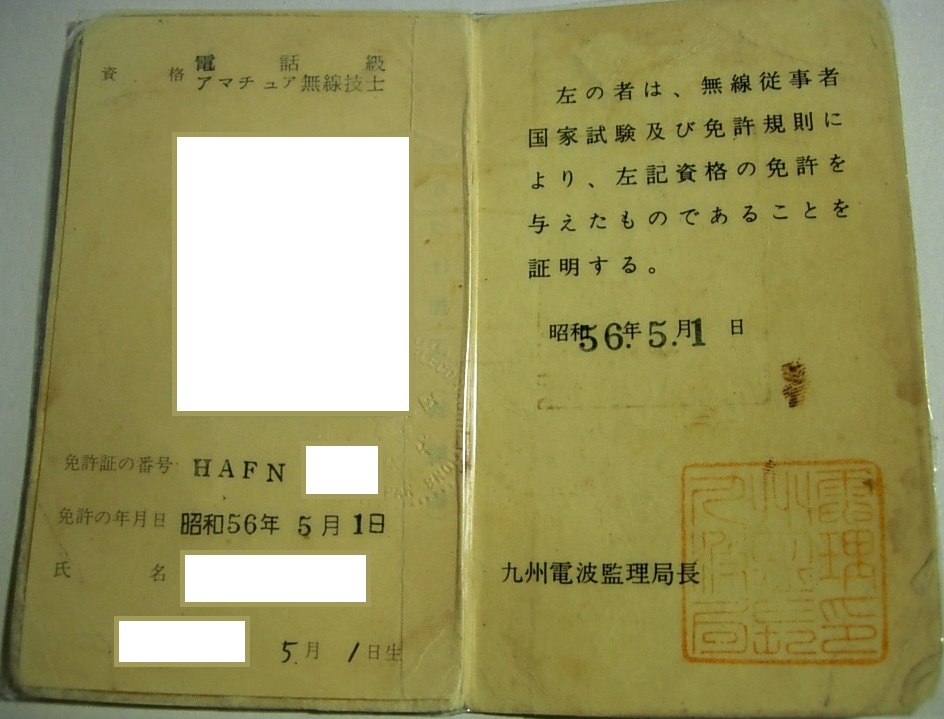 資格 電話級
アマチュア無線技士
免許証の番号 HAFN
免許の年月日 昭和56年 5月1日
氏名
5月1日生
左の者は、無線従事者
国家試験及び免許規則に
より、左記資格の免許を
与えたものであることを
証明する。
昭和56年5.月1日
九州電波監理局長